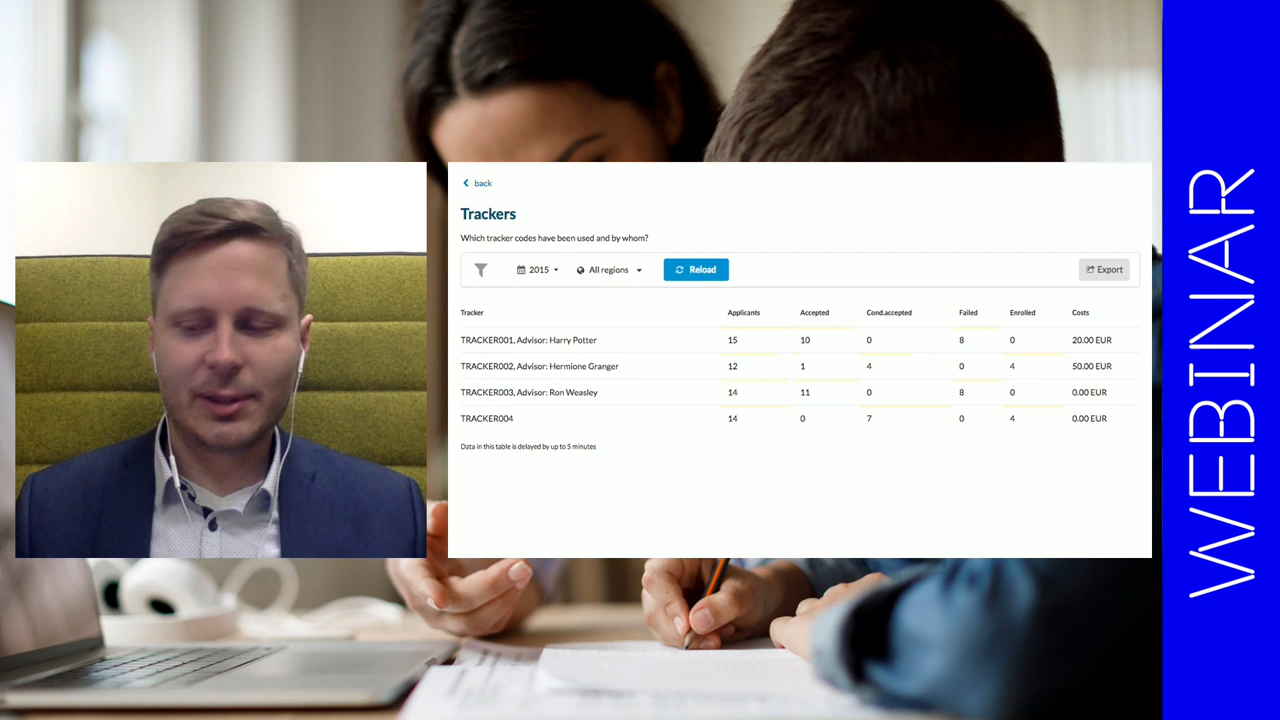 back
Trackers
Which tracker codes have been used and by whom?
2015 All regions Reload Export
Tracker Applicants Accepted Cond.accepted Failed Enrolled Costs
TRACKER001, Advisor: Harry Potter 15 10 0 8 0 20.00 EUR
TRACKER002, Advisor: Hermione Granger 12 1 4 0 4 50.00 EUR
TRACKER003, Advisor: Ron Weasley 14 11 0 8 0 0.00 EUR
TRACKER004 14 0 7 0 4 0.00 EUR
Data in this table is delayed by up to 5 minutes
WEBINAR